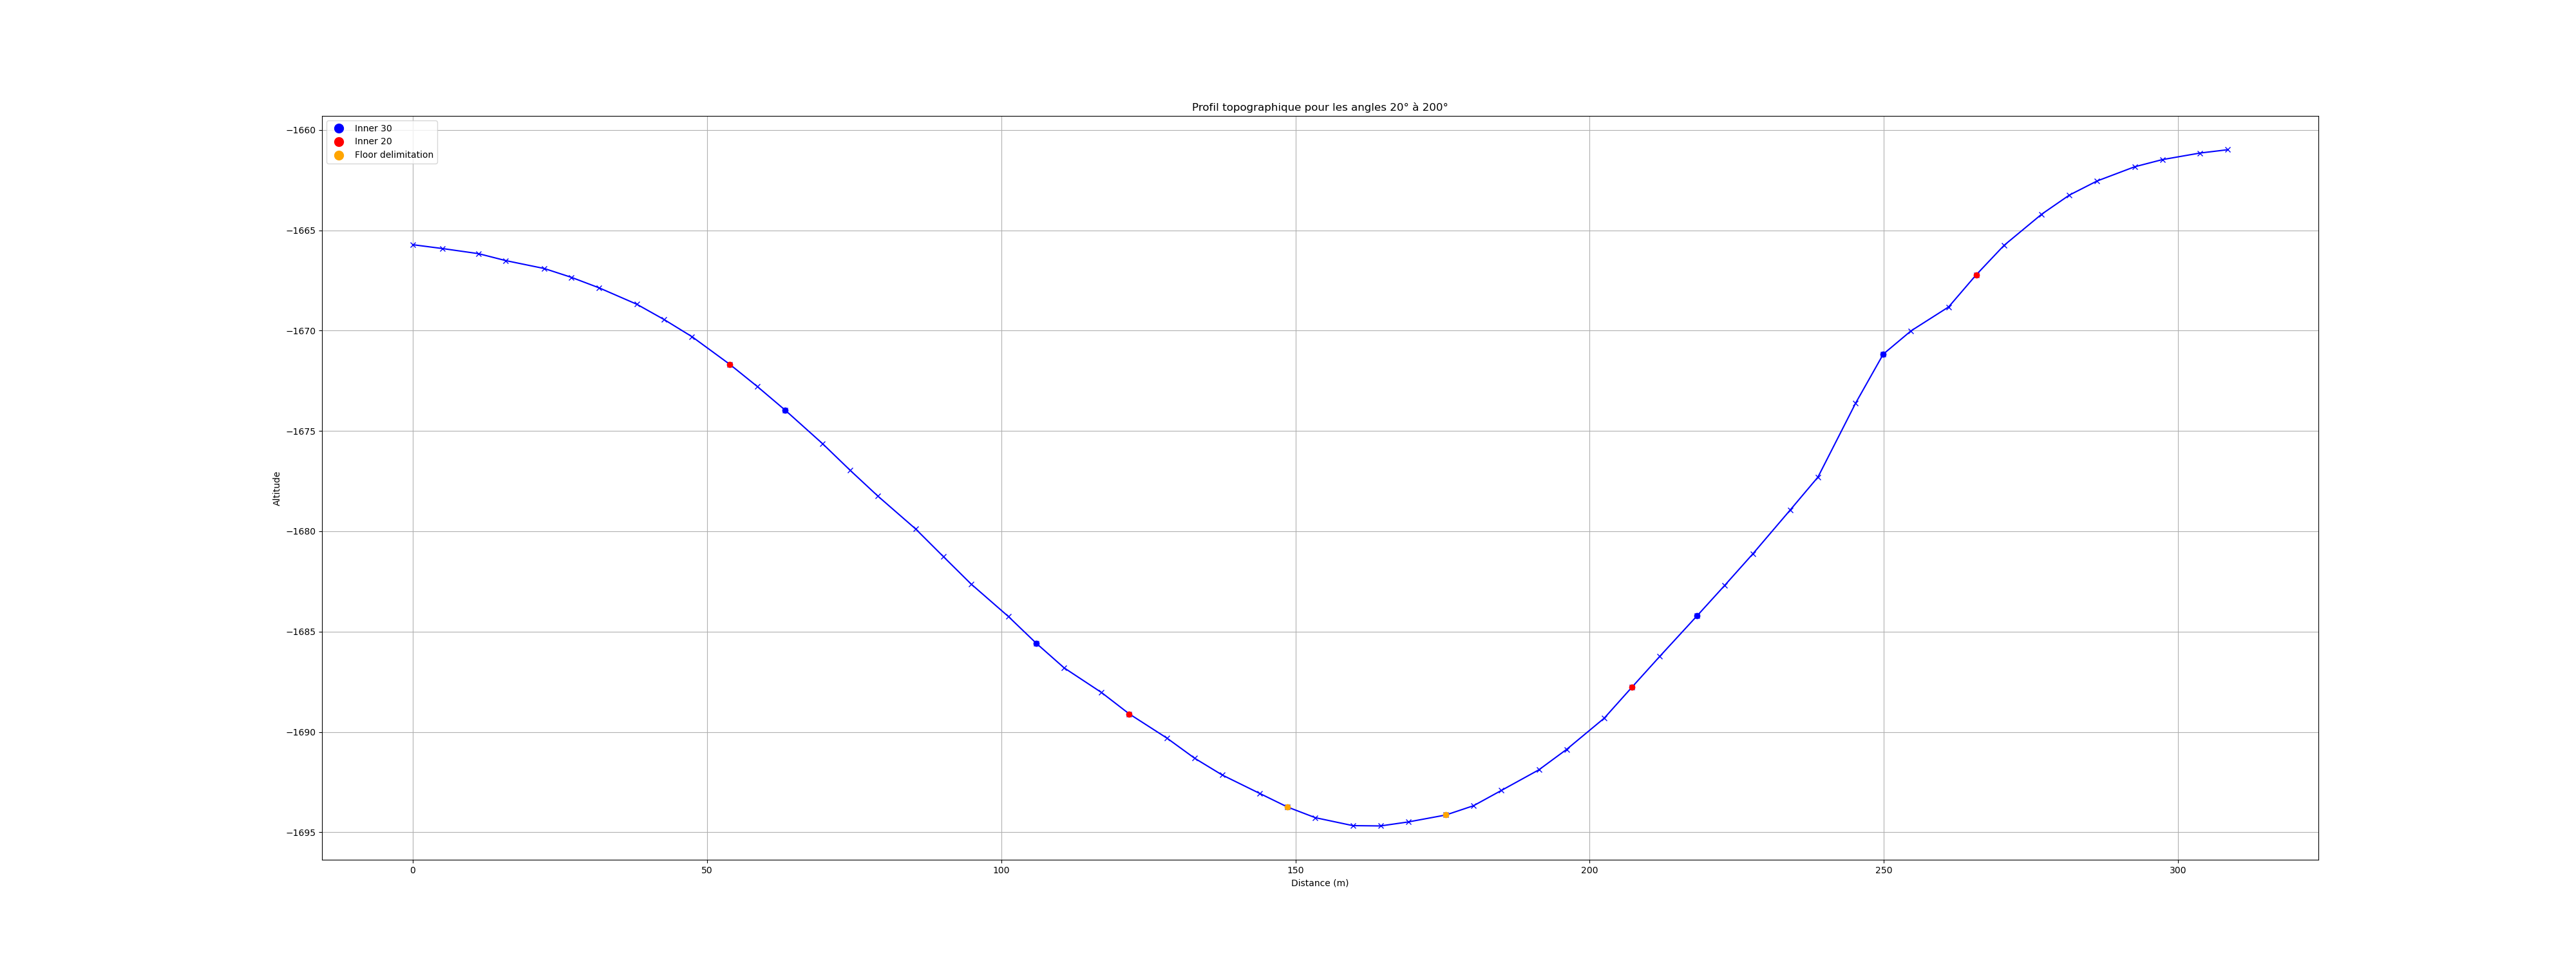 Profil topographique pour les angles 20° à 200°
Inner 30
Inner 20
Floor delimitation
−1660
−1665
−1670
−1675
−1680
−1685
−1690
−1695
Altitude
0 50 100 150 200 250 300
Distance (m)